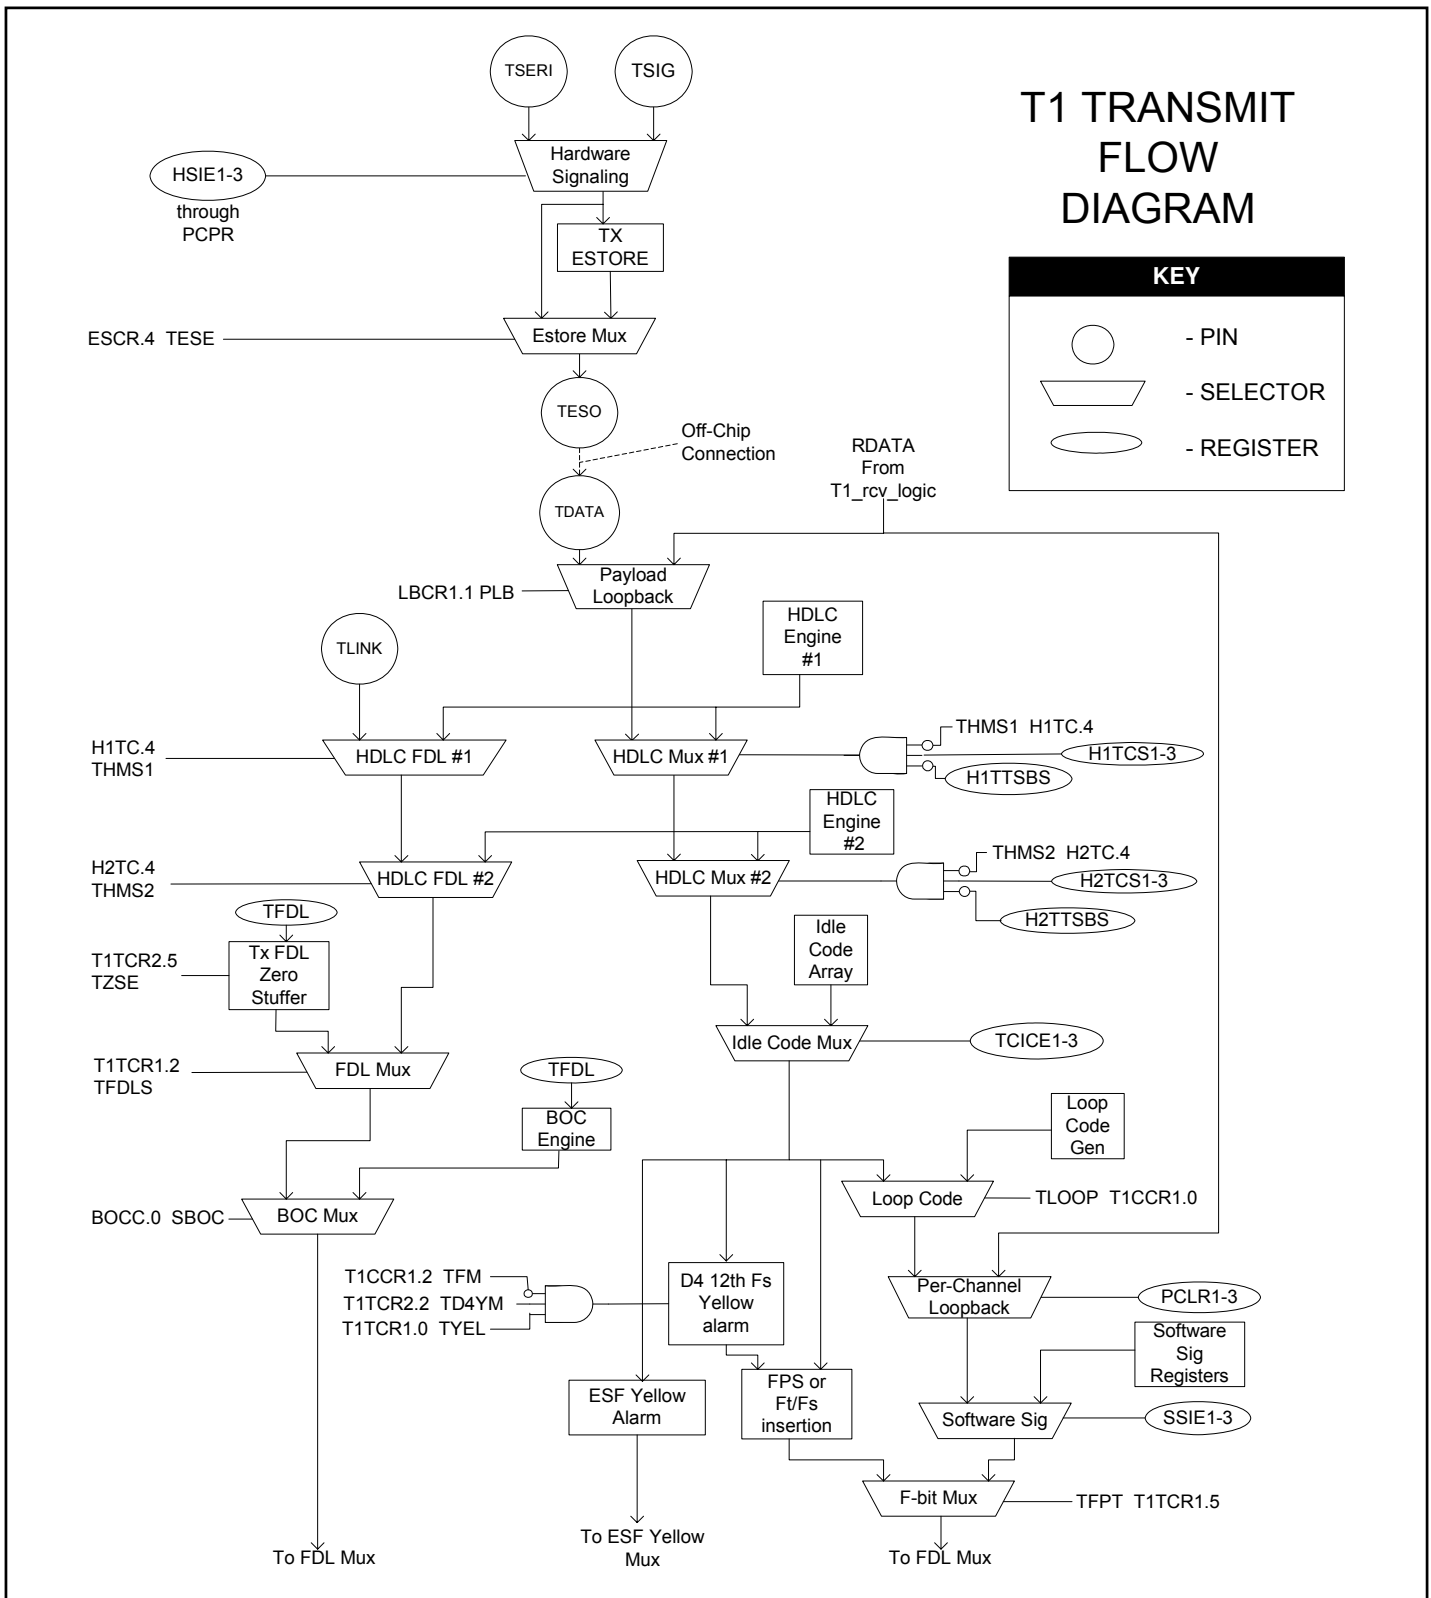 TSERI
TSIG
T1 TRANSMIT
FLOW
DIAGRAM
Hardware
Signaling
HSIE1-3
through
PCPR
TX
ESTORE
KEY
- PIN
- SELECTOR
- REGISTER
ESCR.4 TESE
Estore Mux
TESO
Off-Chip
Connection
RDATA
From
T1_rcv_logic
TDATA
LBCR1.1 PLB
Payload
Loopback
HDLC
Engine
#1
TLINK
H1TC.4
THMS1
HDLC FDL #1
HDLC Mux #1
THMS1 H1TC.4
H1TCS1-3
H1TTSBS
HDLC
Engine
#2
H2TC.4
THMS2
HDLC FDL #2
HDLC Mux #2
THMS2 H2TC.4
H2TCS1-3
H2TTSBS
TFDL
T1TCR2.5
TZSE
Tx FDL
Zero
Stuffer
Idle
Code
Array
Idle Code Mux
TCICE1-3
T1TCR1.2
TFDLS
FDL Mux
TFDL
BOC
Engine
Loop
Code
Gen
Loop Code
TLOOP T1CCR1.0
BOCC.0 SBOC
BOC Mux
T1CCR1.2 TFM
T1TCR2.2 TD4YM
T1TCR1.0 TYEL
D4 12th Fs
Yellow
alarm
Per-Channel
Loopback
PCLR1-3
Software
Sig
Registers
ESF Yellow
Alarm
FPS or
Ft/Fs
insertion
Software Sig
SSIE1-3
F-bit Mux
TFPT T1TCR1.5
To FDL Mux
To ESF Yellow
Mux
To FDL Mux